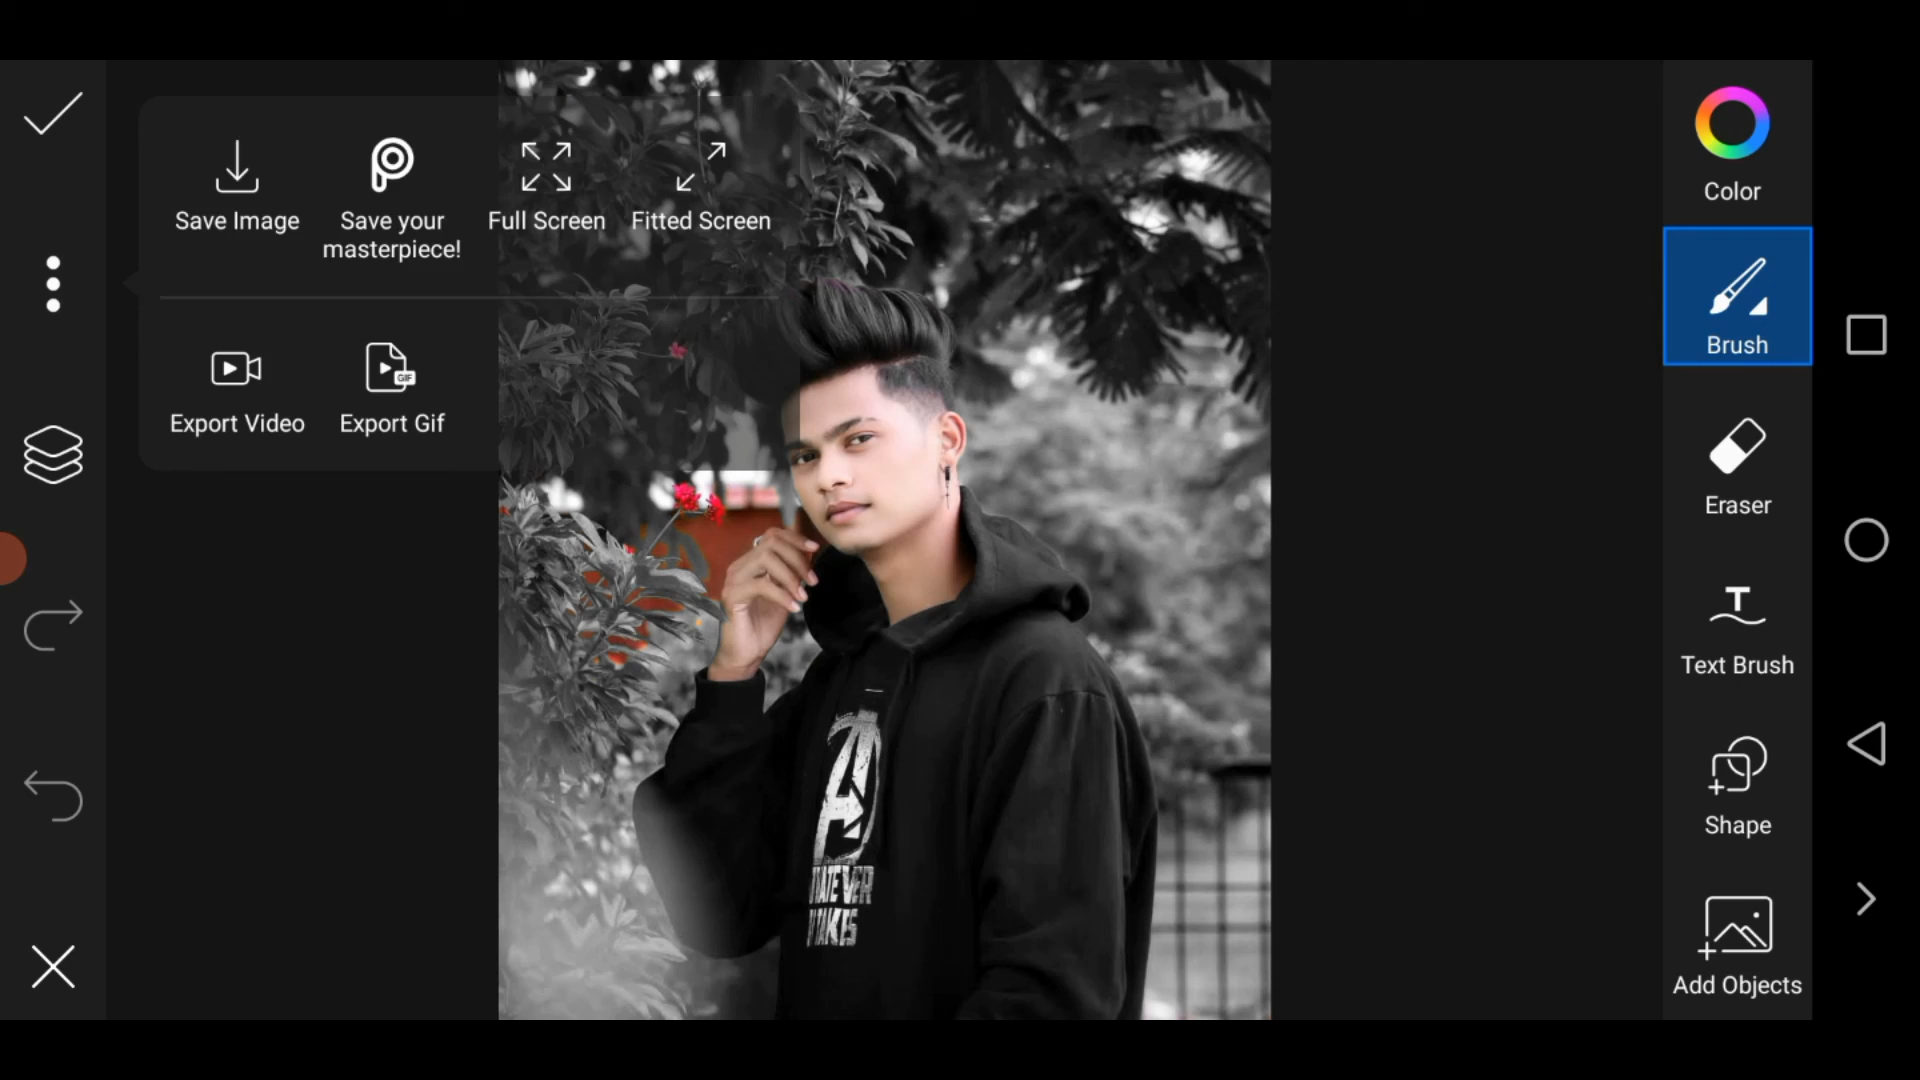 Save Image
Save your
masterpiece!
Full Screen
Fitted Screen
Export Video
GIF
Export Gif
Color
Brush
Eraser
T
Text Brush
Shape
Add Objects
A